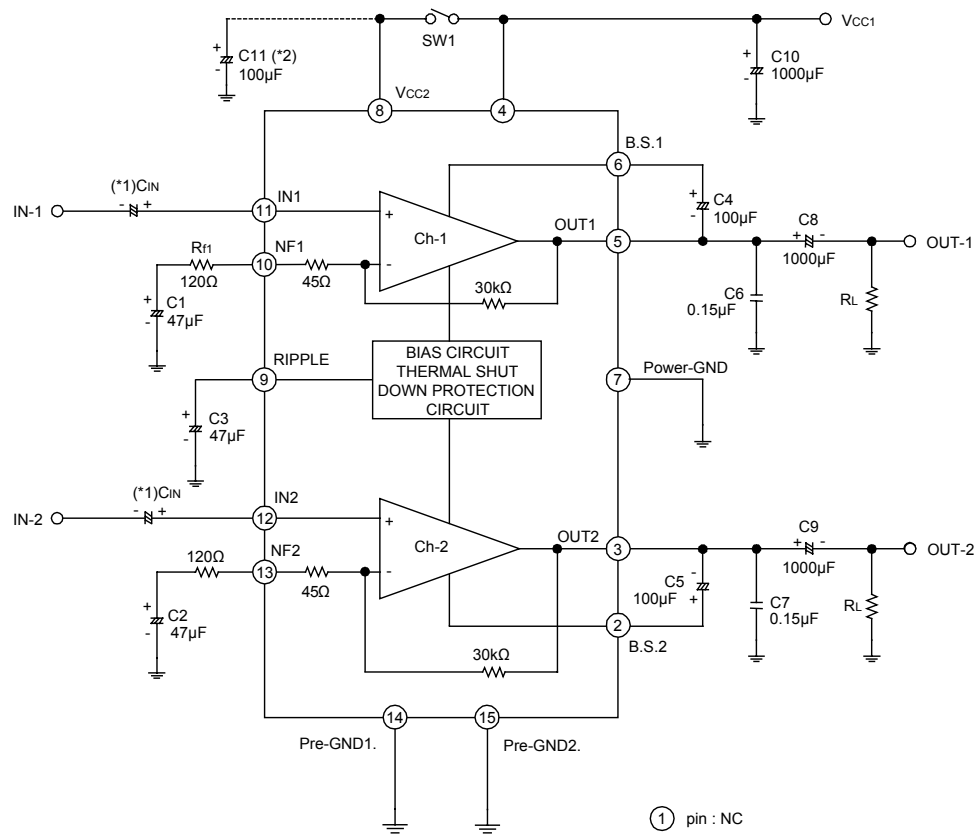 VCC1
SW1
+
-
C11 (*2)
100µF
+
-
C10
1000µF
VCC2
8
4
B.S.1
6
(*1)CIN
- +
IN-1
IN1
11
+
C4
100µF
+
-
C8
+ -
1000µF
Ch-1
OUT1
5
OUT-1
Rf1
120Ω
NF1
10
45Ω
-
30kΩ
C6
0.15µF
RL
+
-
C1
47µF
RIPPLE
9
BIAS CIRCUIT
THERMAL SHUT
DOWN PROTECTION
CIRCUIT
Power-GND
7
+
-
C3
47µF
(*1)CIN
- +
IN-2
IN2
12
+
Ch-2
OUT2
3
C9
+ -
1000µF
OUT-2
120Ω
NF2
13
45Ω
-
C5
100µF
-
+
C7
0.15µF
RL
+
-
C2
47µF
2
B.S.2
30kΩ
14
15
Pre-GND1.
Pre-GND2.
1 pin : NC